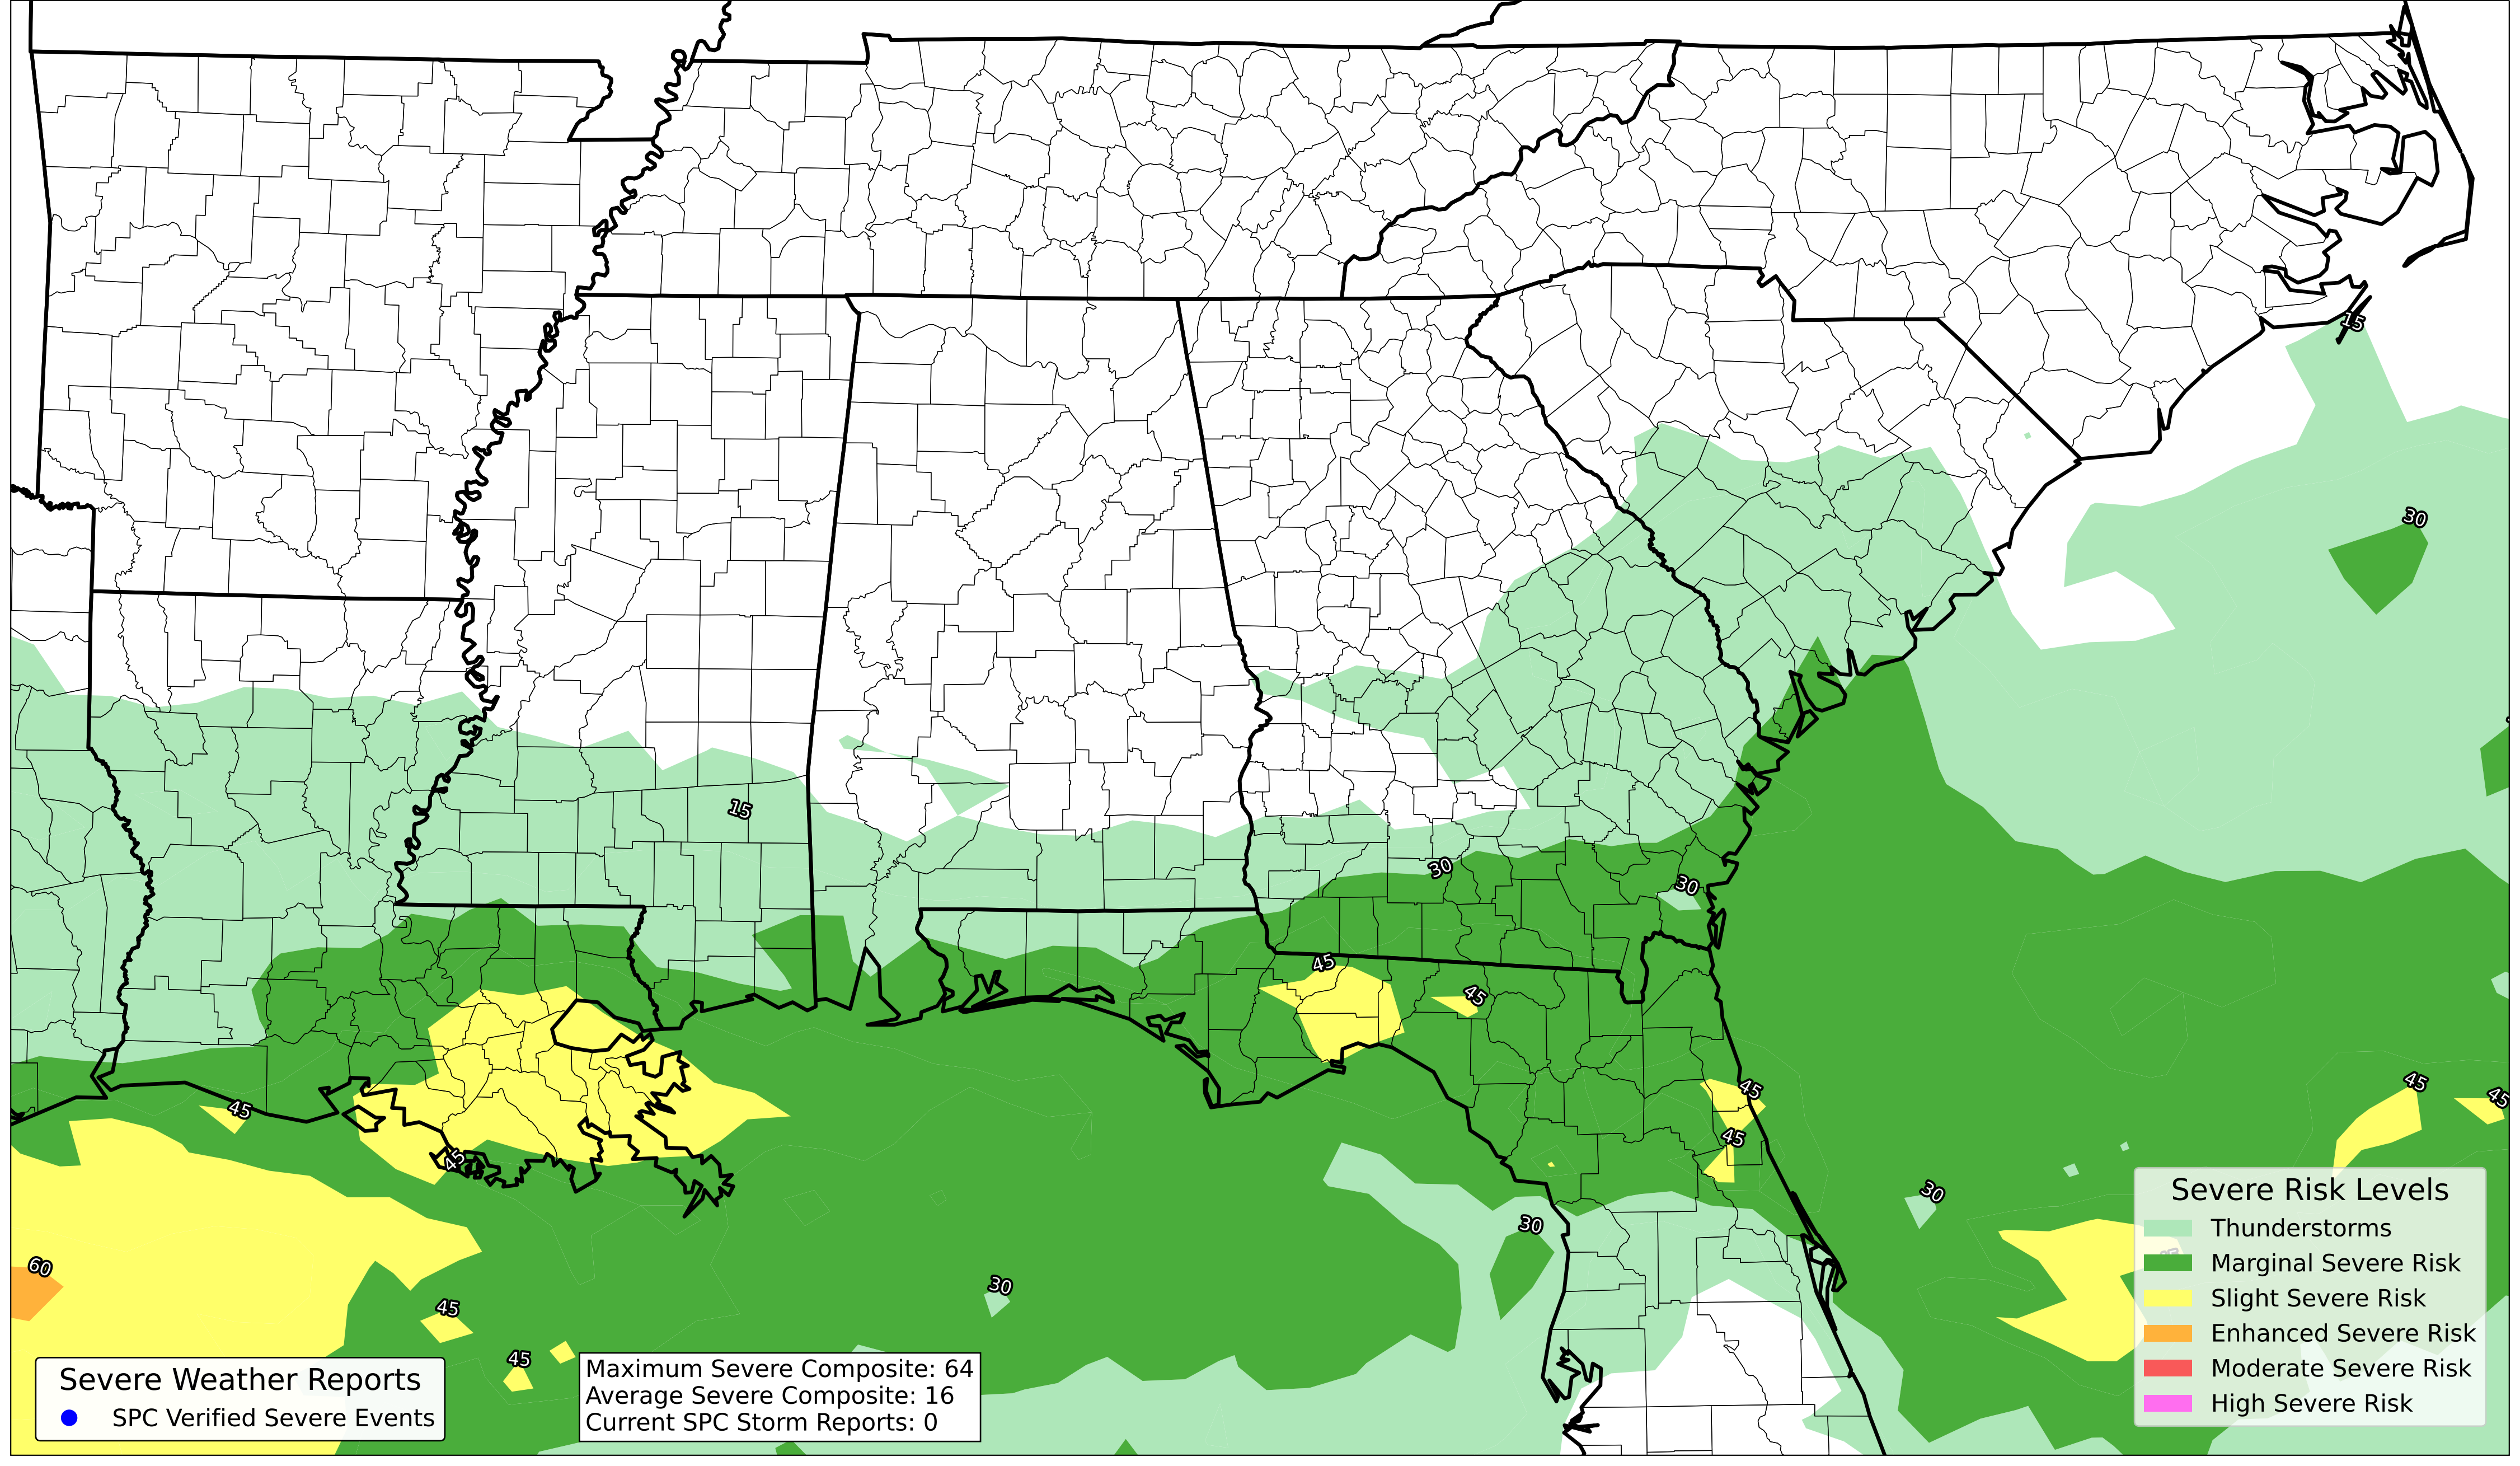 15
30
15
30
30
45
45
45
45
45
45
45
45
30
30
60
30
45
45
Severe Risk Levels
Thunderstorms
Marginal Severe Risk
Slight Severe Risk
Enhanced Severe Risk
Moderate Severe Risk
High Severe Risk
Severe Weather Reports
SPC Verified Severe Events
Maximum Severe Composite: 64
Average Severe Composite: 16
Current SPC Storm Reports: 0